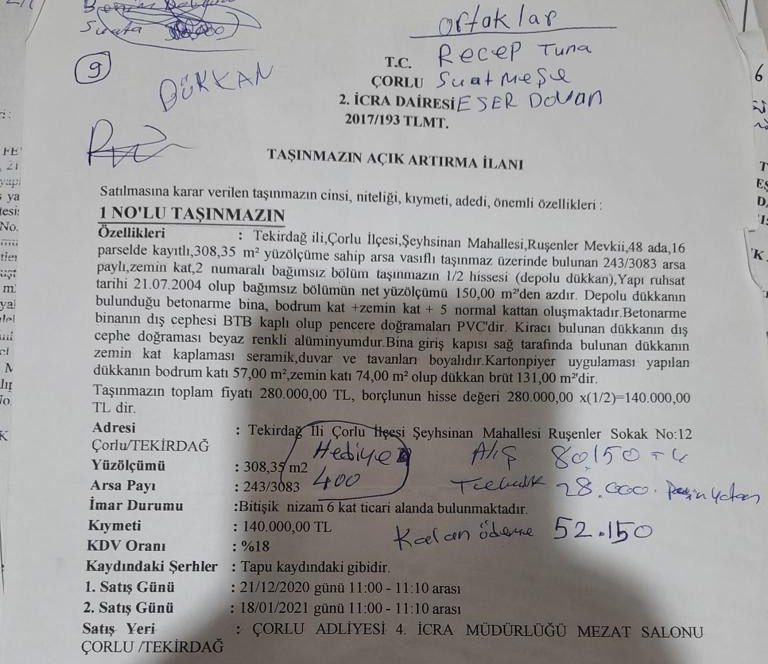 ortaklar
Recep Tuna
Suat Meşe
ESER DOVAN
9
DÜKKAN
T.C.
ÇORLU
2. İCRA DAİRESİ
2017/193 TLMT.
TAŞINMAZIN AÇIK ARTIRMA İLANI
Satılmasına karar verilen taşınmazın cinsi, niteliği, kıymeti, adedi, önemli özellikleri :
1 NO'LU TAŞINMAZIN
Özellikleri : Tekirdağ ili,Çorlu İlçesi,Şeyhsinan Mahallesi,Ruşenler Mevkii,48 ada,16
parselde kayıtlı,308,35 m² yüzölçüme sahip arsa vasıflı taşınmaz üzerinde bulunan 243/3083 arsa
paylı,zemin kat,2 numaralı bağımsız bölüm taşınmazın 1/2 hissesi (depolu dükkan),Yapı ruhsat
tarihi 21.07.2004 olup bağımsız bölümün net yüzölçümü 150,00 m²'den azdır. Depolu dükkanın
bulunduğu betonarme bina, bodrum kat +zemin kat + 5 normal kattan oluşmaktadır.Betonarme
binanın dış cephesi BTB kaplı olup pencere doğramaları PVC'dir. Kiracı bulunan dükkanın dış
cephe doğraması beyaz renkli alüminyumdur.Bina giriş kapısı sağ tarafında bulunan dükkanın
zemin kat kaplaması seramik,duvar ve tavanları boyalıdır.Kartonpiyer uygulaması yapılan
dükkanın bodrum katı 57,00 m²,zemin katı 74,00 m² olup dükkan brüt 131,00 m²'dir.
Taşınmazın toplam fiyatı 280.000,00 TL, borçlunun hisse değeri 280.000,00 x(1/2)=140.000,00
TL dir.
Adresi : Tekirdağ İli Çorlu İlçesi Şeyhsinan Mahallesi Ruşenler Sokak No:12
Çorlu/TEKİRDAĞ
Yüzölçümü : 308,35 m2
Arsa Payı : 243/3083
İmar Durumu :Bitişik nizam 6 kat ticari alanda bulunmaktadır.
Kıymeti : 140.000,00 TL
KDV Oranı : %18
Kaydındaki Şerhler : Tapu kaydındaki gibidir.
1. Satış Günü : 21/12/2020 günü 11:00 - 11:10 arası
2. Satış Günü : 18/01/2021 günü 11:00 - 11:10 arası
Satış Yeri : ÇORLU ADLİYESİ 4. İCRA MÜDÜRLÜĞÜ MEZAT SALONU
ÇORLU /TEKİRDAĞ
Hediye
400
Alış 80150 TL
28.000
Kalan ödeme 52.150